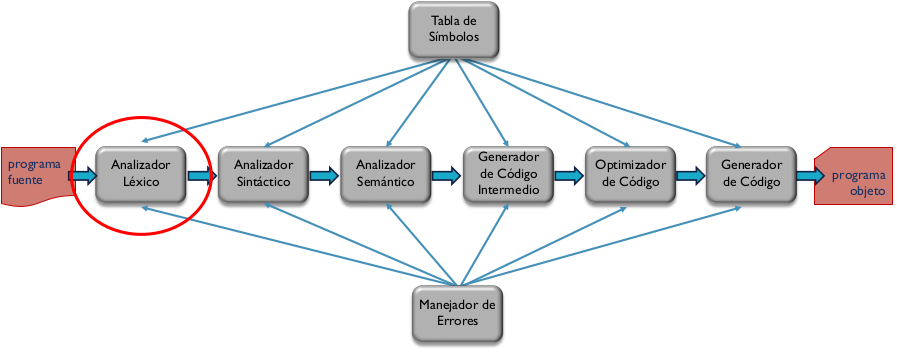 Tabla de
Símbolos
programa
fuente
Analizador
Léxico
Analizador
Sintáctico
Analizador
Semántico
Generador
de Código
Intermedio
Optimizador
de Código
Generador
de Código
programa
objeto
Manejador de
Errores